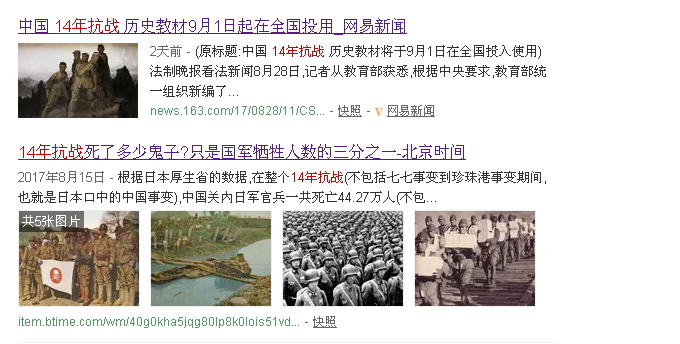 中国 14年抗战 历史教材9月1日起在全国投用_网易新闻
2天前 - (原标题:中国 14年抗战 历史教材将于9月1日在全国投入使用)
法制晚报看法新闻8月28日,记者从教育部获悉,根据中央要求,教育部统
一组织新编了...
news.163.com/17/0828/11/CS... - 快照 - V 网易新闻
14年抗战死了多少鬼子?只是国军牺牲人数的三分之一-北京时间
2017年8月15日 - 根据日本厚生省的数据,在整个14年抗战(不包括七七事变到珍珠港事变期间,
也就是日本口中的中国事变),中国关内日军官兵一共死亡44.27万人(不包...
共5张图片
item.btime.com/wm/40g0kha5jqg80lp8k0lois51vd... - 快照